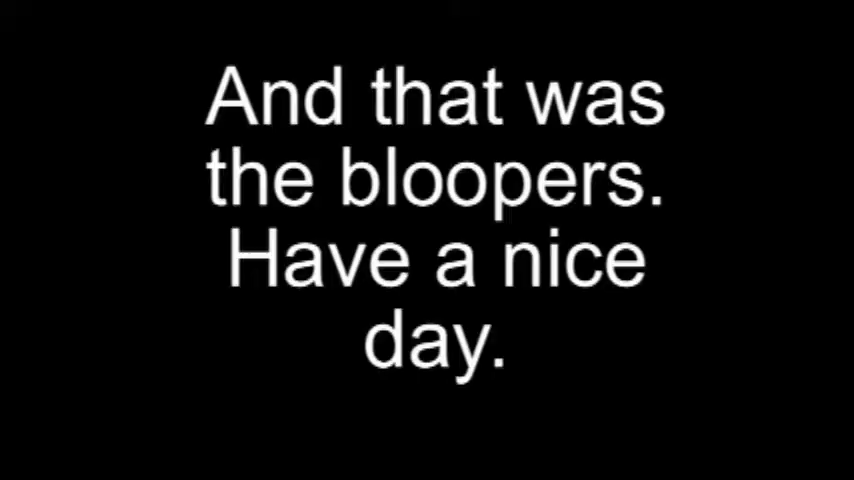 And that was
the bloopers.
Have a nice
day.